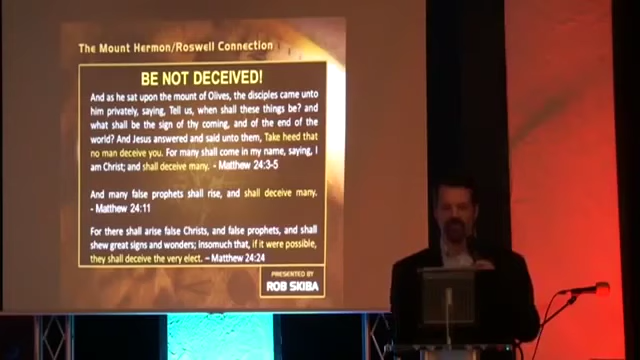 The Mount Hermon/Roswell Connection
BE NOT DECEIVED!
And as he sat upon the mount of Olives, the disciples came unto
him privately, saying, Tell us, when shall these things be? and
what shall be the sign of thy coming, and of the end of the
world? And Jesus answered and said unto them, Take heed that
no man deceive you. For many shall come in my name, saying, I
am Christ; and shall deceive many. - Matthew 24:3-5
And many false prophets shall rise, and shall deceive many.
- Matthew 24:11
For there shall arise false Christs, and false prophets, and shall
shew great signs and wonders; insomuch that, if it were possible,
they shall deceive the very elect. – Matthew 24:24
PRESENTED BY
ROB SKIBA